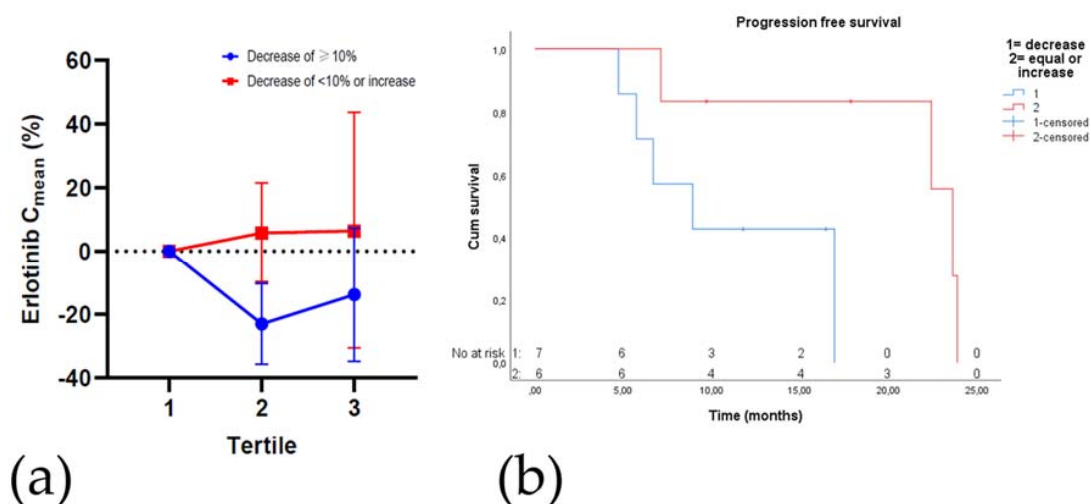 Decrease of ⩾10%
Decrease of <10% or increase
60
40
20
0
-20
-40
Erlotinib Cmean (%)
1 2 3
Tertile
(a)
Progression free survival
1= decrease
2= equal or
increase
1
2
1-censored
2-censored
1,0
0,8
0,6
0,4
0,2
0,0
Cum survival
No at risk 1: 7 6 3 2 0 0
2: 6 6 4 4 3 0
,00 5,00 10,00 15,00 20,00 25,00
Time (months)
(b)